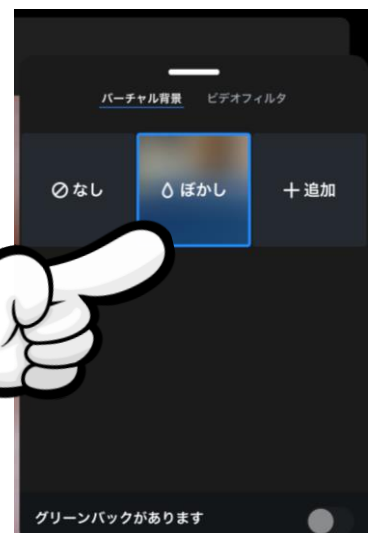 バーチャル背景 ビデオフィルタ
なし ぼかし 追加
グリーンバックがあります